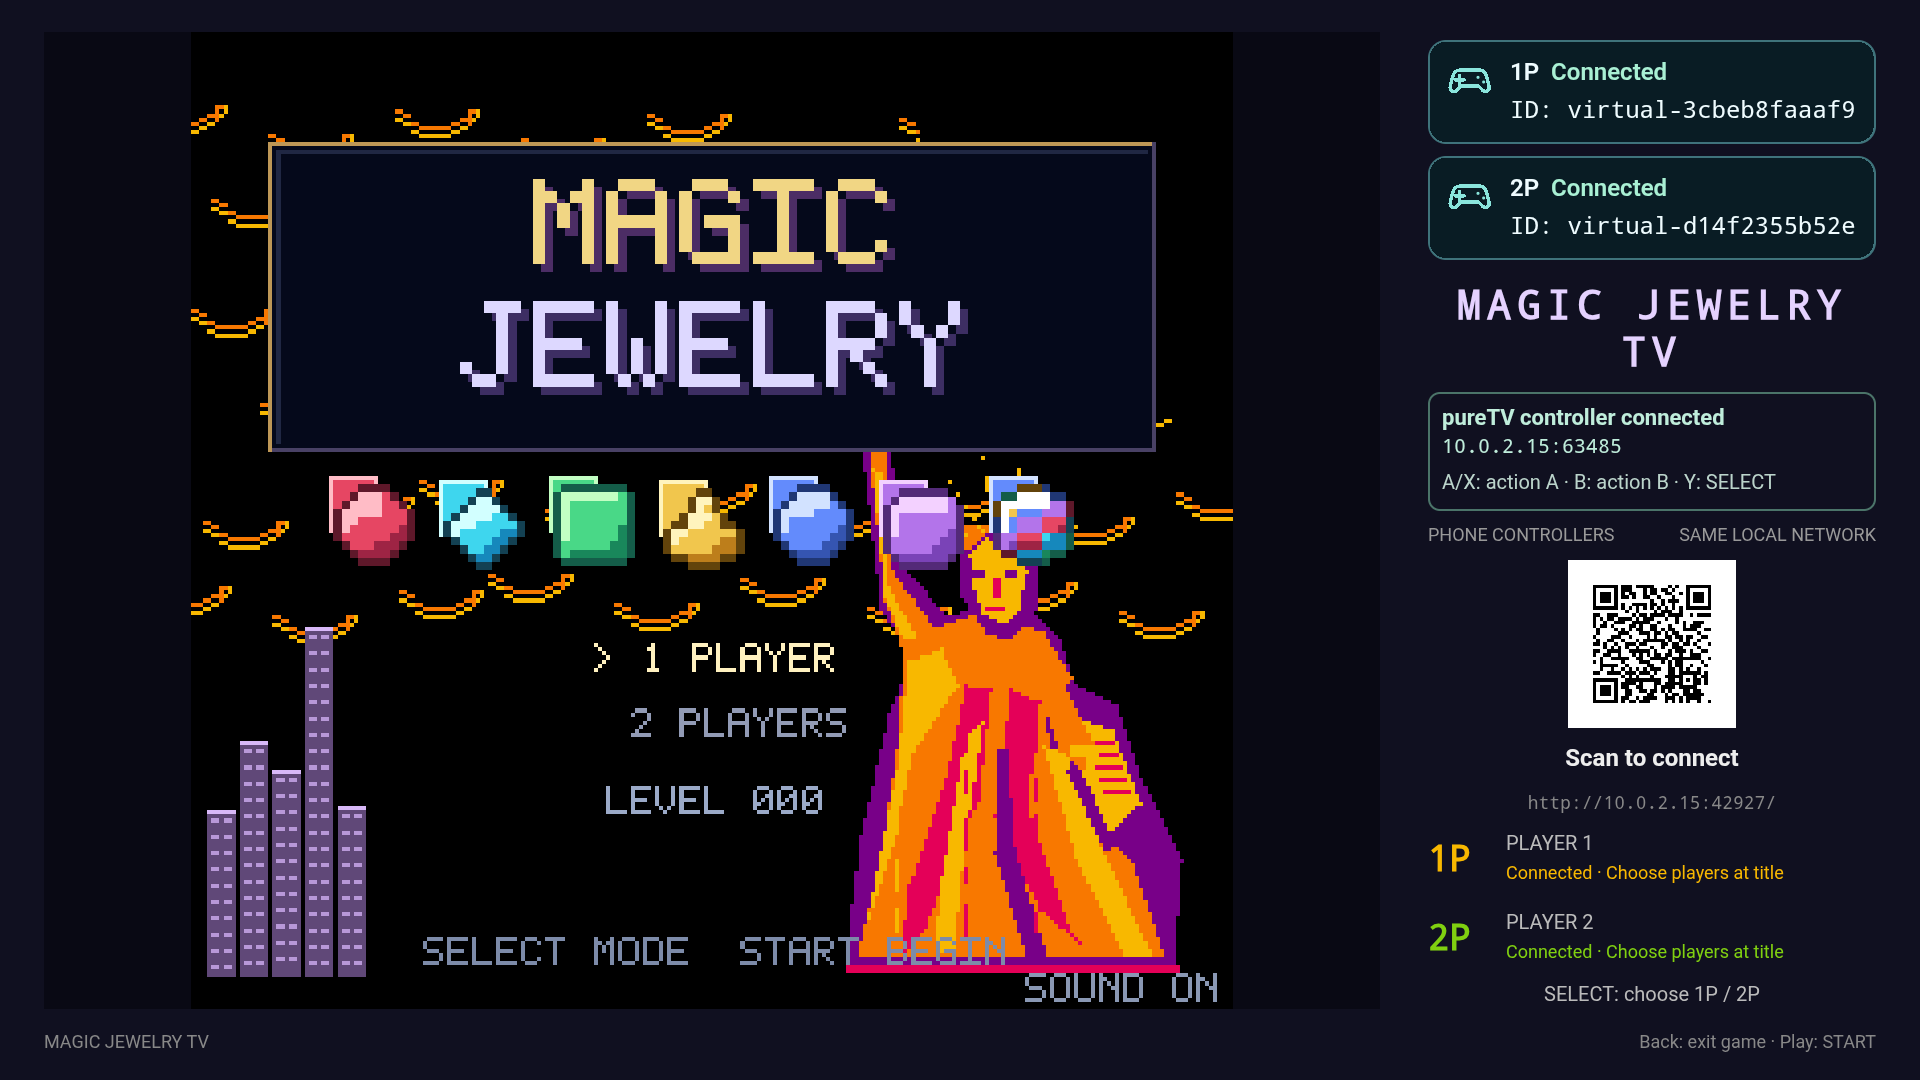 MAGIC
JEWELRY
> 1 PLAYER
2 PLAYERS
LEVEL 000
SELECT MODE START BEGIN
SOUND ON
1P Connected
ID: virtual-3cbeb8faaaf9
2P Connected
ID: virtual-d14f2355b52e
MAGIC JEWELRY
TV
pureTV controller connected
10.0.2.15:63485
A/X: action A · B: action B · Y: SELECT
PHONE CONTROLLERS SAME LOCAL NETWORK
Scan to connect
http://10.0.2.15:42927/
1P PLAYER 1
Connected · Choose players at title
2P PLAYER 2
Connected · Choose players at title
SELECT: choose 1P / 2P
MAGIC JEWELRY TV
Back: exit game · Play: START